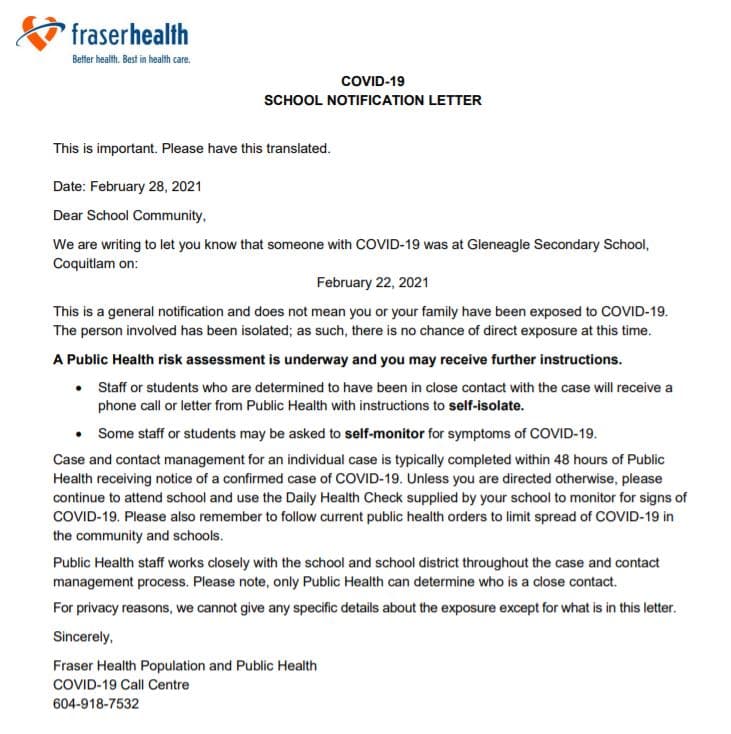 fraserhealth
Better health. Best in health care.
COVID-19
SCHOOL NOTIFICATION LETTER
This is important. Please have this translated.
Date: February 28, 2021
Dear School Community,
We are writing to let you know that someone with COVID-19 was at Gleneagle Secondary School,
Coquitlam on:
February 22, 2021
This is a general notification and does not mean you or your family have been exposed to COVID-19.
The person involved has been isolated; as such, there is no chance of direct exposure at this time.
A Public Health risk assessment is underway and you may receive further instructions.
• Staff or students who are determined to have been in close contact with the case will receive a
phone call or letter from Public Health with instructions to self-isolate.
• Some staff or students may be asked to self-monitor for symptoms of COVID-19.
Case and contact management for an individual case is typically completed within 48 hours of Public
Health receiving notice of a confirmed case of COVID-19. Unless you are directed otherwise, please
continue to attend school and use the Daily Health Check supplied by your school to monitor for signs of
COVID-19. Please also remember to follow current public health orders to limit spread of COVID-19 in
the community and schools.
Public Health staff works closely with the school and school district throughout the case and contact
management process. Please note, only Public Health can determine who is a close contact.
For privacy reasons, we cannot give any specific details about the exposure except for what is in this letter.
Sincerely,
Fraser Health Population and Public Health
COVID-19 Call Centre
604-918-7532